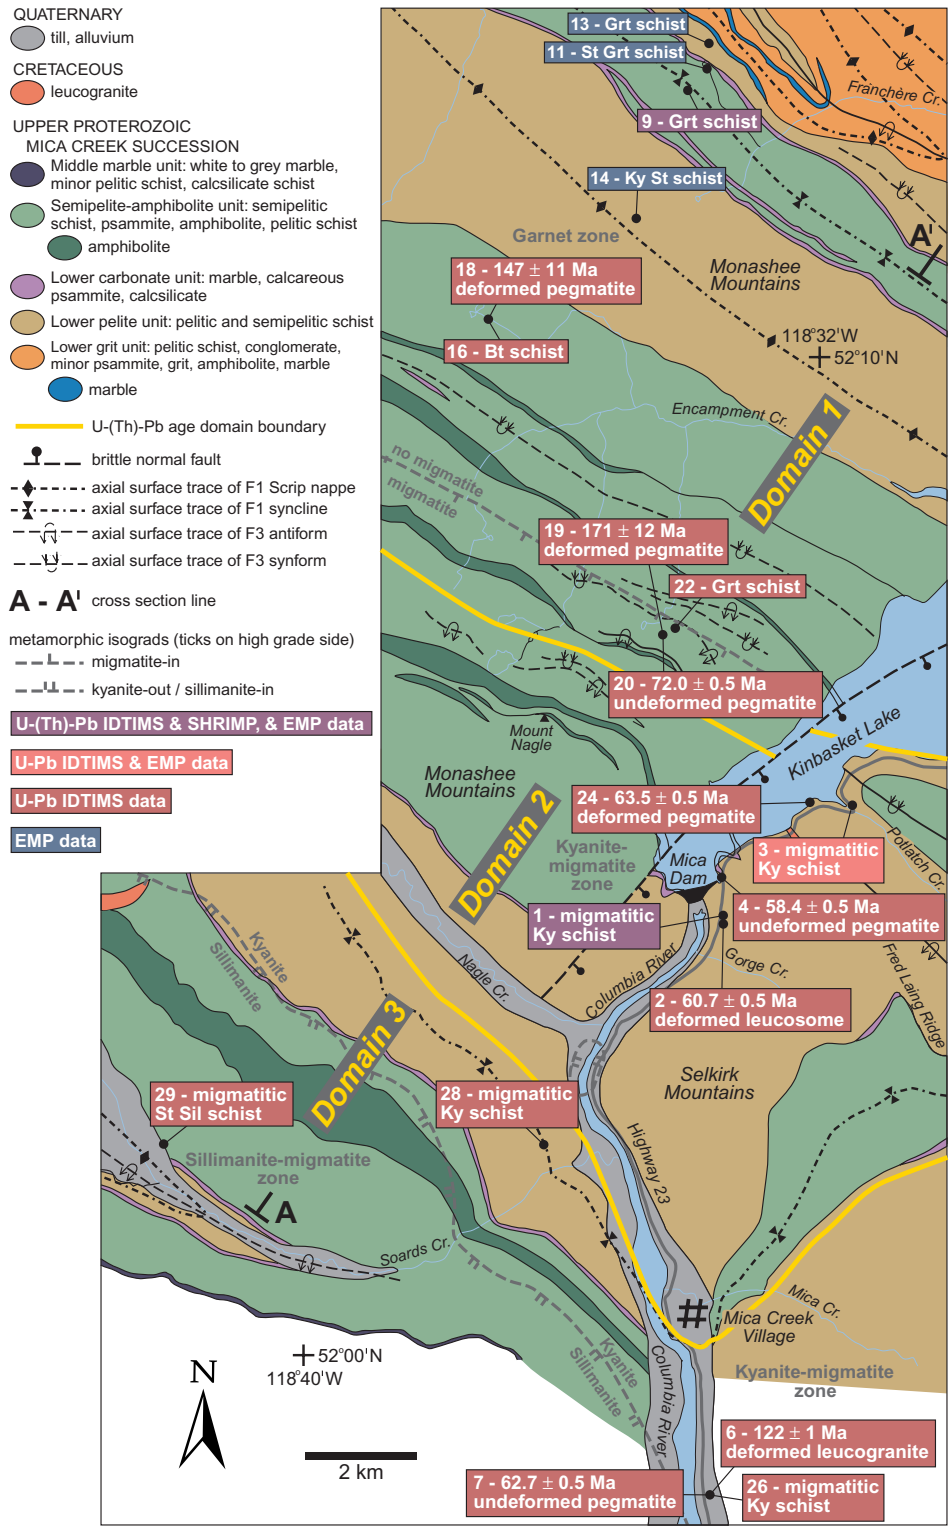 QUATERNARY
till, alluvium
CRETACEOUS
leucogranite
UPPER PROTEROZOIC
MICA CREEK SUCCESSION
Middle marble unit: white to grey marble,
minor pelitic schist, calcsilicate schist
Semipelite-amphibolite unit: semipelitic
schist, psammite, amphibolite, pelitic schist
amphibolite
Lower carbonate unit: marble, calcareous
psammite, calcsilicate
Lower pelite unit: pelitic and semipelitic schist
Lower grit unit: pelitic schist, conglomerate,
minor psammite, grit, amphibolite, marble
marble
U-(Th)-Pb age domain boundary
brittle normal fault
axial surface trace of F1 Scrip nappe
axial surface trace of F1 syncline
axial surface trace of F3 antiform
axial surface trace of F3 synform
A - A' cross section line
metamorphic isograds (ticks on high grade side)
migmatite-in
kyanite-out / sillimanite-in
U-(Th)-Pb IDTIMS & SHRIMP, & EMP data
U-Pb IDTIMS & EMP data
U-Pb IDTIMS data
EMP data
13 - Grt schist
11 - St Grt schist
Franchère Cr.
9 - Grt schist
14 - Ky St schist
A'
Garnet zone
Monashee
Mountains
18 - 147 ± 11 Ma
deformed pegmatite
118°32'W
52°10'N
16 - Bt schist
Encampment Cr.
Domain 1
no migmatite
migmatite
19 - 171 ± 12 Ma
deformed pegmatite
22 - Grt schist
20 - 72.0 ± 0.5 Ma
undeformed pegmatite
Mount
Nagle
Kinbasket Lake
Monashee
Mountains
Domain 2
24 - 63.5 ± 0.5 Ma
deformed pegmatite
Kyanite-
migmatite
zone
Mica
Dam
3 - migmatitic
Ky schist
Potlatch Cr.
1 - migmatitic
Ky schist
4 - 58.4 ± 0.5 Ma
undeformed pegmatite
Kyanite
Sillimanite
Nagle Cr.
Columbia River
Gorge Cr.
Fred Laing Ridge
2 - 60.7 ± 0.5 Ma
deformed leucosome
Domain 3
Selkirk
Mountains
29 - migmatitic
St Sil schist
28 - migmatitic
Ky schist
Highway 23
Sillimanite-migmatite
zone
A
Soards Cr.
Mica Cr.
#
Mica Creek
Village
52°00'N
118°40'W
Kyanite
Sillimanite
Columbia River
Kyanite-migmatite
zone
N
2 km
6 - 122 ± 1 Ma
deformed leucogranite
7 - 62.7 ± 0.5 Ma
undeformed pegmatite
26 - migmatitic
Ky schist